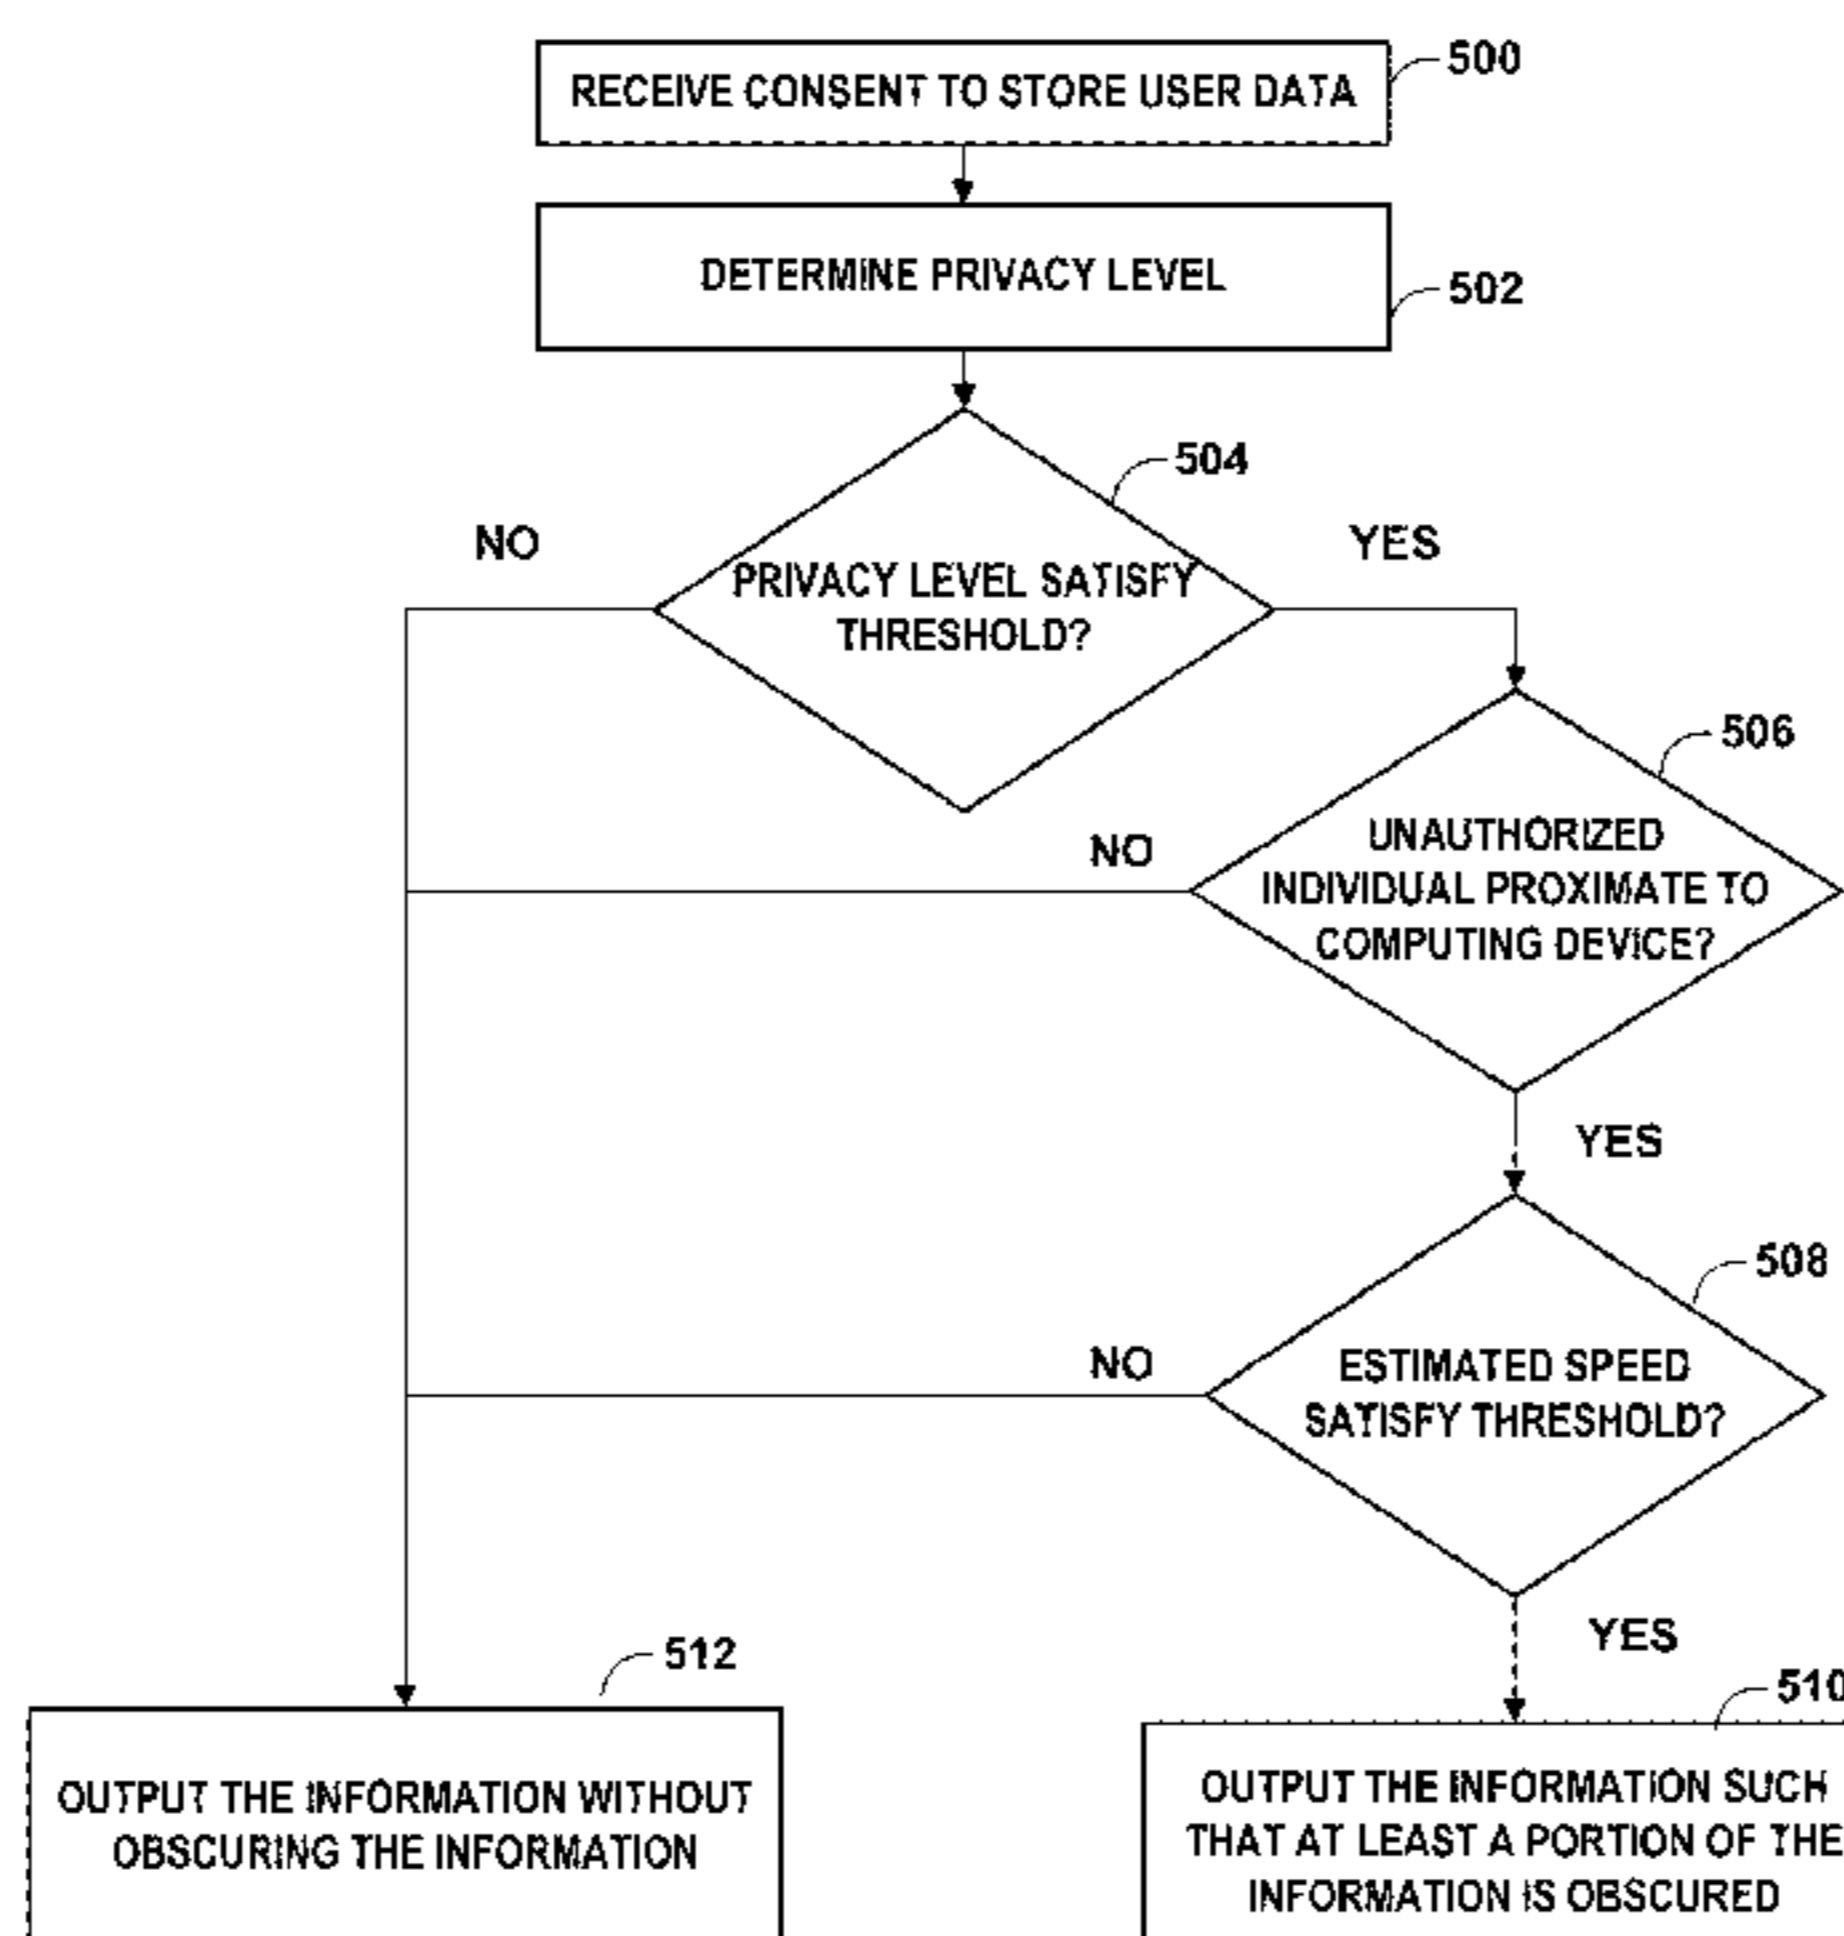 500
RECEIVE CONSENT TO STORE USER DATA
DETERMINE PRIVACY LEVEL
502
504
NO
YES
PRIVACY LEVEL SATISFY
THRESHOLD?
506
UNAUTHORIZED
INDIVIDUAL PROXIMATE TO
COMPUTING DEVICE?
NO
YES
508
NO
ESTIMATED SPEED
SATISFY THRESHOLD?
YES
512
510
OUTPUT THE INFORMATION WITHOUT
OBSCURING THE INFORMATION
OUTPUT THE INFORMATION SUCH
THAT AT LEAST A PORTION OF THE
INFORMATION IS OBSCURED